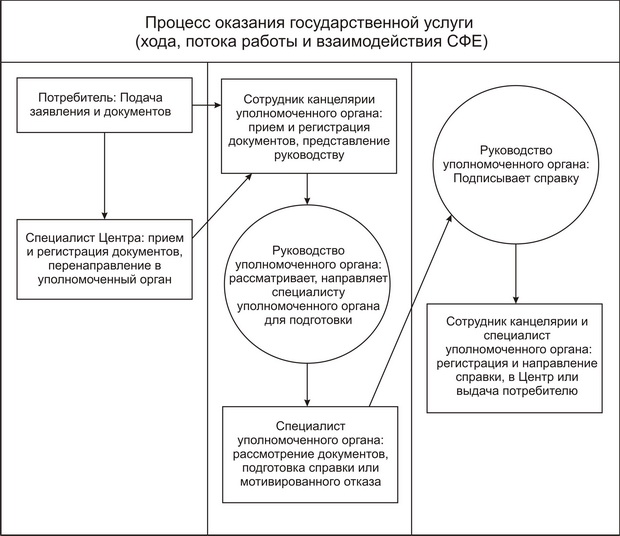 Процесс оказания государственной услуги
(хода, потока работы и взаимодействия СФЕ)
Потребитель: Подача
заявления и документов
Специалист Центра: прием
и регистрация документов,
перенаправление в
уполномоченный орган
Сотрудник канцелярии
уполномоченного органа:
прием и регистрация
документов, представление
руководству
Руководство
уполномоченного органа:
рассматривает, направляет
специалисту
уполномоченного органа
для подготовки
Специалист
уполномоченного органа:
рассмотрение документов,
подготовка справки или
мотивированного отказа
Руководство
уполномоченного органа:
Подписывает справку
Сотрудник канцелярии и
специалист
уполномоченного органа:
регистрация и направление
справки, в Центр или
выдача потребителю